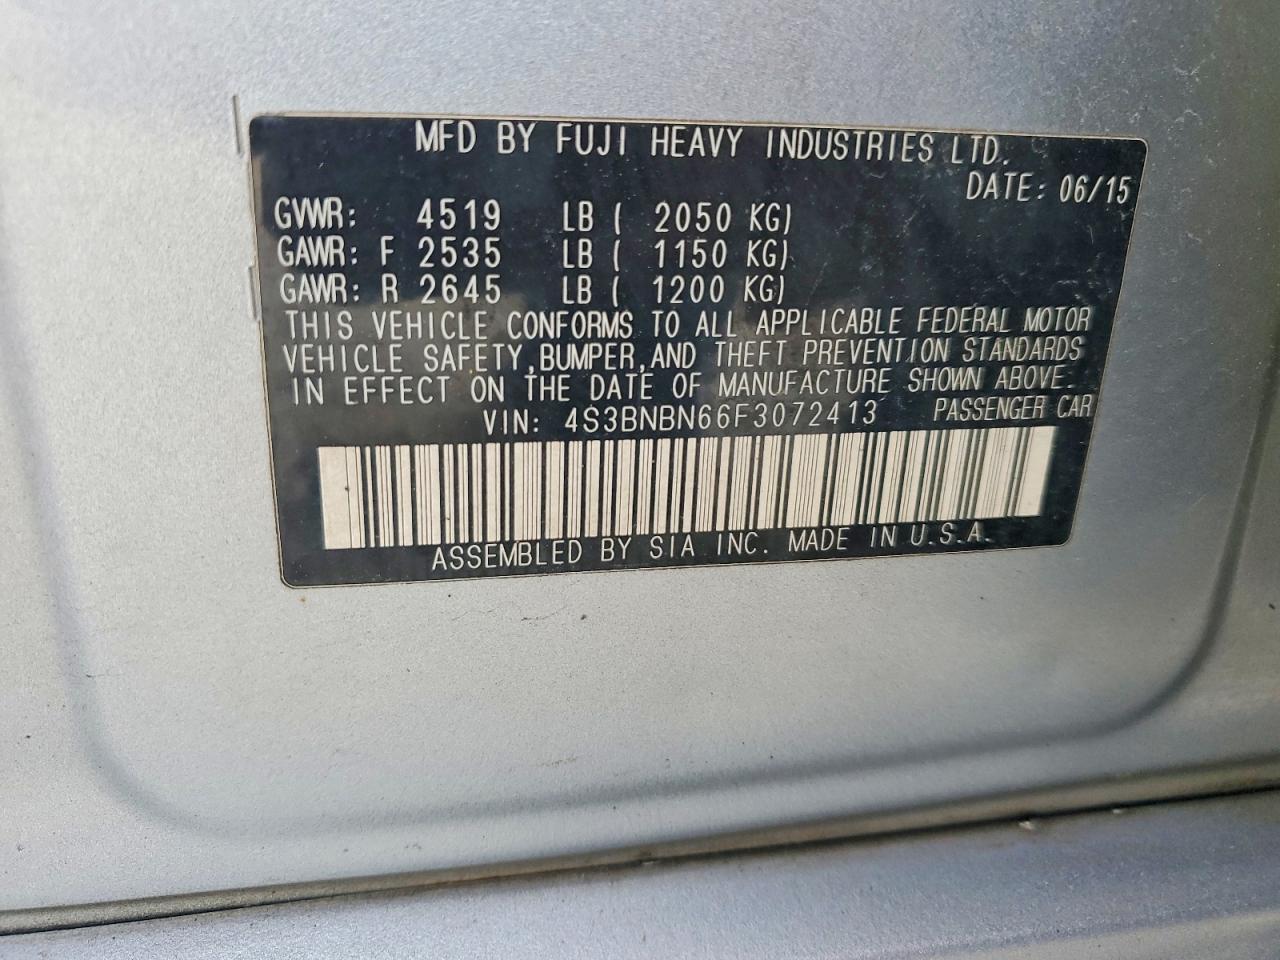 MFD BY FUJI HEAVY INDUSTRIES LTD.
DATE: 06/15
GVWR: 4519 LB ( 2050 KG)
GAWR: F 2535 LB ( 1150 KG)
GAWR: R 2645 LB ( 1200 KG)
THIS VEHICLE CONFORMS TO ALL APPLICABLE FEDERAL MOTOR
VEHICLE SAFETY, BUMPER, AND THEFT PREVENTION STANDARDS
IN EFFECT ON THE DATE OF MANUFACTURE SHOWN ABOVE.
VIN: 4S3BNBN66F3072413 PASSENGER CAR
ASSEMBLED BY SIA INC. MADE IN U.S.A.